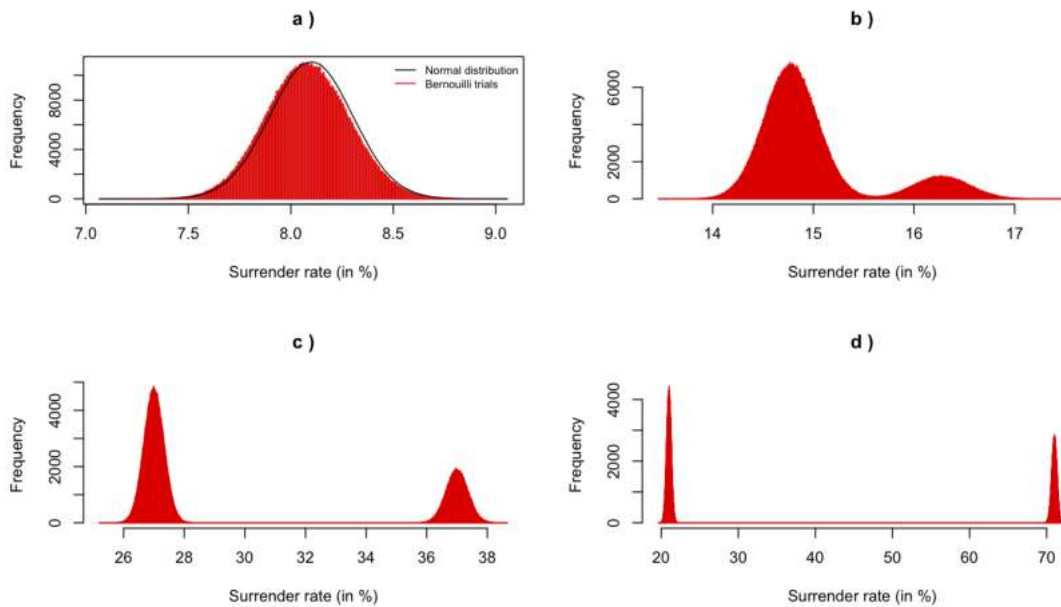 a )
Frequency
0
4000
8000
Normal distribution
Bernouilli trials
7.0 7.5 8.0 8.5 9.0
Surrender rate (in %)
b )
Frequency
0
2000
6000
14 15 16 17
Surrender rate (in %)
c )
Frequency
0
2000
4000
26 28 30 32 34 36 38
Surrender rate (in %)
d )
Frequency
0
2000
4000
20 30 40 50 60 70
Surrender rate (in %)